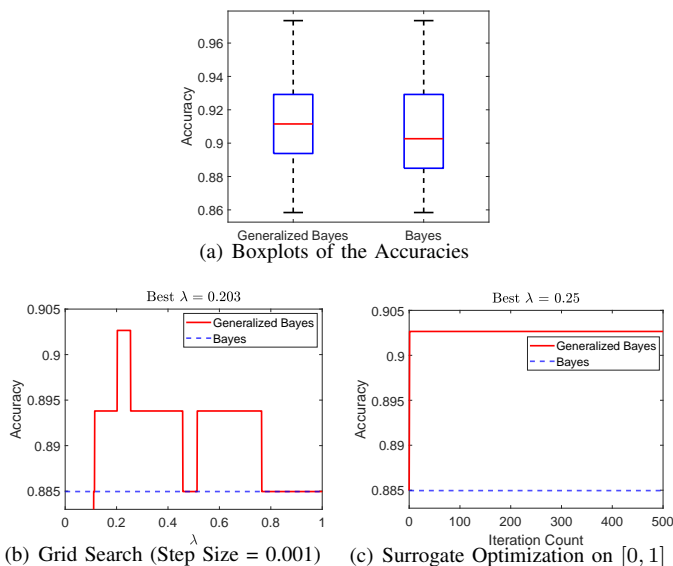 0.96
0.94
0.92
0.9
0.88
0.86
Accuracy
Generalized Bayes
Bayes
(a) Boxplots of the Accuracies
Best λ = 0.203
0.905
0.9
0.895
0.89
0.885
Accuracy
Generalized Bayes
Bayes
0
0.2
0.4
0.6
0.8
1
λ
(b) Grid Search (Step Size = 0.001)
Best λ = 0.25
0.905
0.9
0.895
0.89
0.885
Accuracy
Generalized Bayes
Bayes
0
100
200
300
400
500
Iteration Count
(c) Surrogate Optimization on [0, 1]